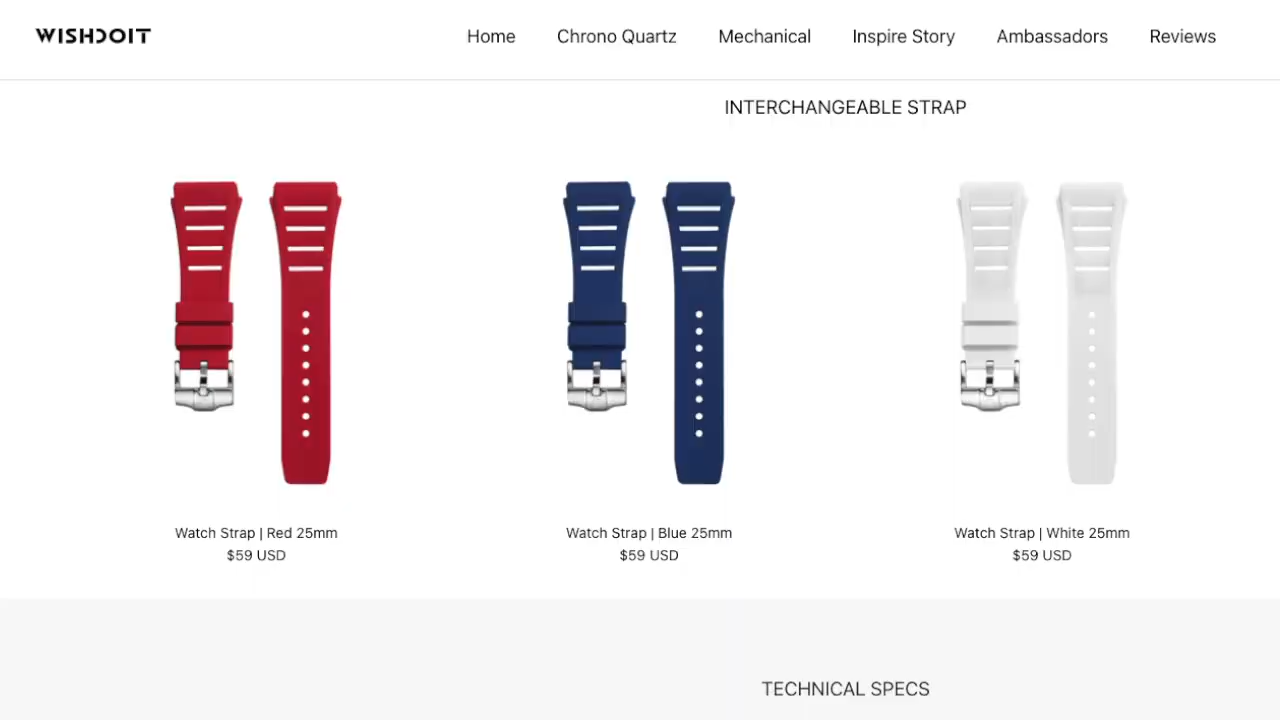 WISHDOIT
Home Chrono Quartz Mechanical Inspire Story Ambassadors Reviews
INTERCHANGEABLE STRAP
Watch Strap | Red 25mm
$59 USD
Watch Strap | Blue 25mm
$59 USD
Watch Strap | White 25mm
$59 USD
TECHNICAL SPECS